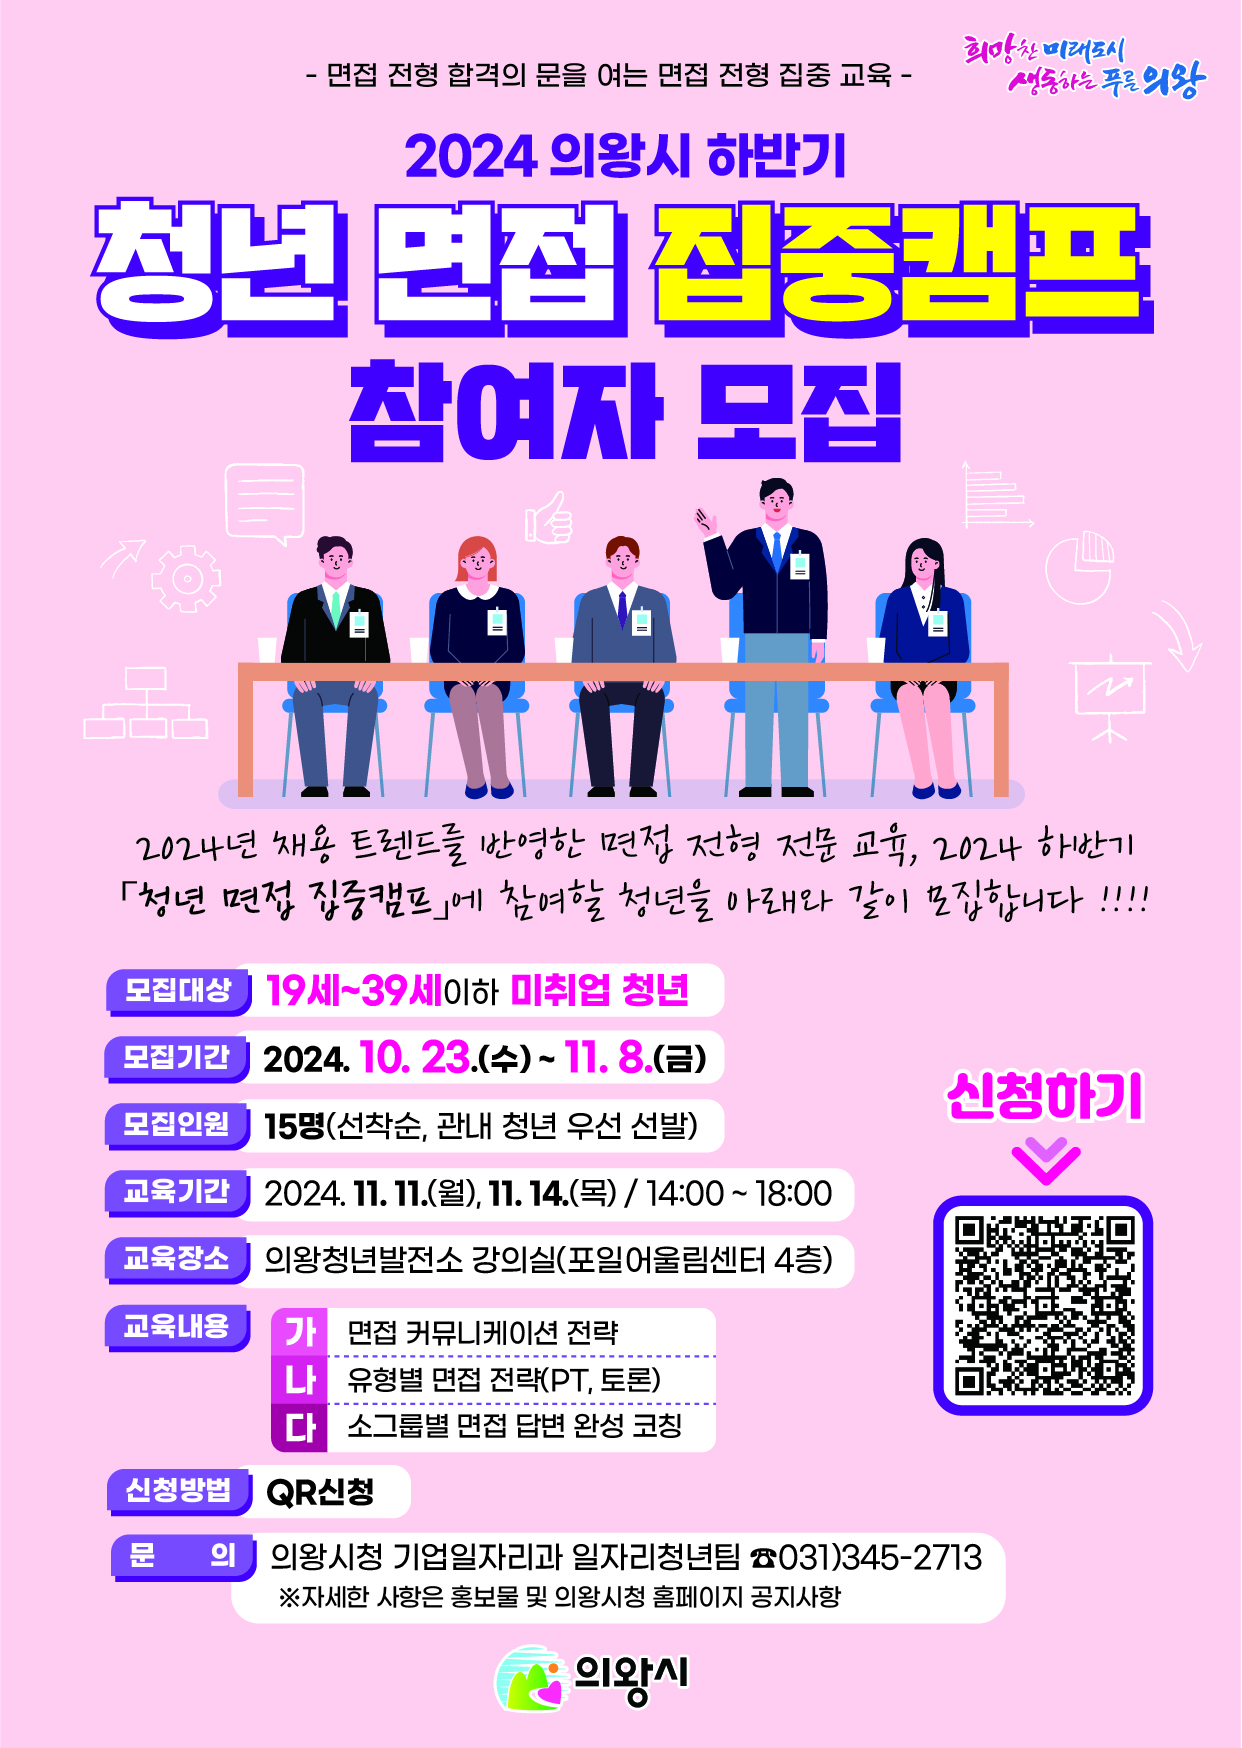 - 면접 전형 합격의 문을 여는 면접 전형 집중 교육 -
희망찬 미래도시
생동하는 푸른 의왕
2024 의왕시 하반기
청년 면접 집중캠프
참여자 모집
2024년 채용 트렌드를 반영한 면접 전형 전문 교육, 2024 하반기
「청년 면접 집중캠프」에 참여할 청년을 아래와 같이 모집합니다 !!!!
모집대상 19세~39세이하 미취업 청년
모집기간 2024. 10. 23.(수) ~ 11. 8.(금)
모집인원 15명(선착순, 관내 청년 우선 선발)
교육기간 2024. 11. 11.(월), 11. 14.(목) / 14:00 ~ 18:00
교육장소 의왕청년발전소 강의실(포일어울림센터 4층)
교육내용
가 면접 커뮤니케이션 전략
나 유형별 면접 전략(PT, 토론)
다 소그룹별 면접 답변 완성 코칭
신청하기
신청방법 QR신청
문 의 의왕시청 기업일자리과 일자리청년팀 ☎031)345-2713
※자세한 사항은 홍보물 및 의왕시청 홈페이지 공지사항
의왕시